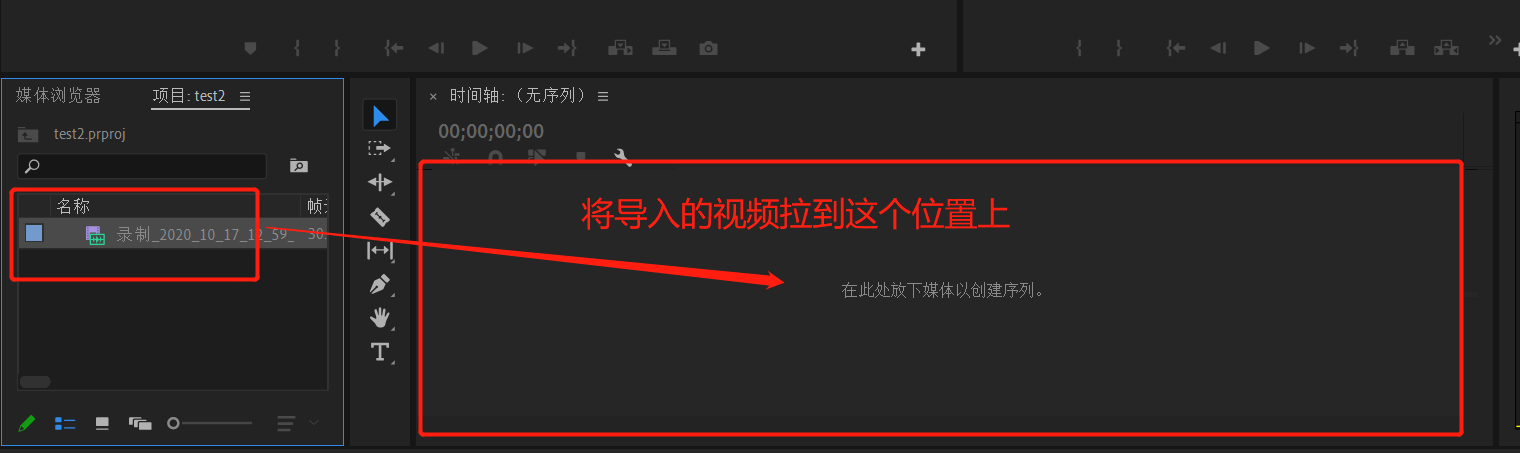 媒体浏览器
项目: test2
test2.prproj
名称
帧
录制_2020_10_17_12_59_
30.
× 时间轴:（无序列）
00;00;00;00
将导入的视频拉到这个位置上
在此处放下媒体以创建序列。